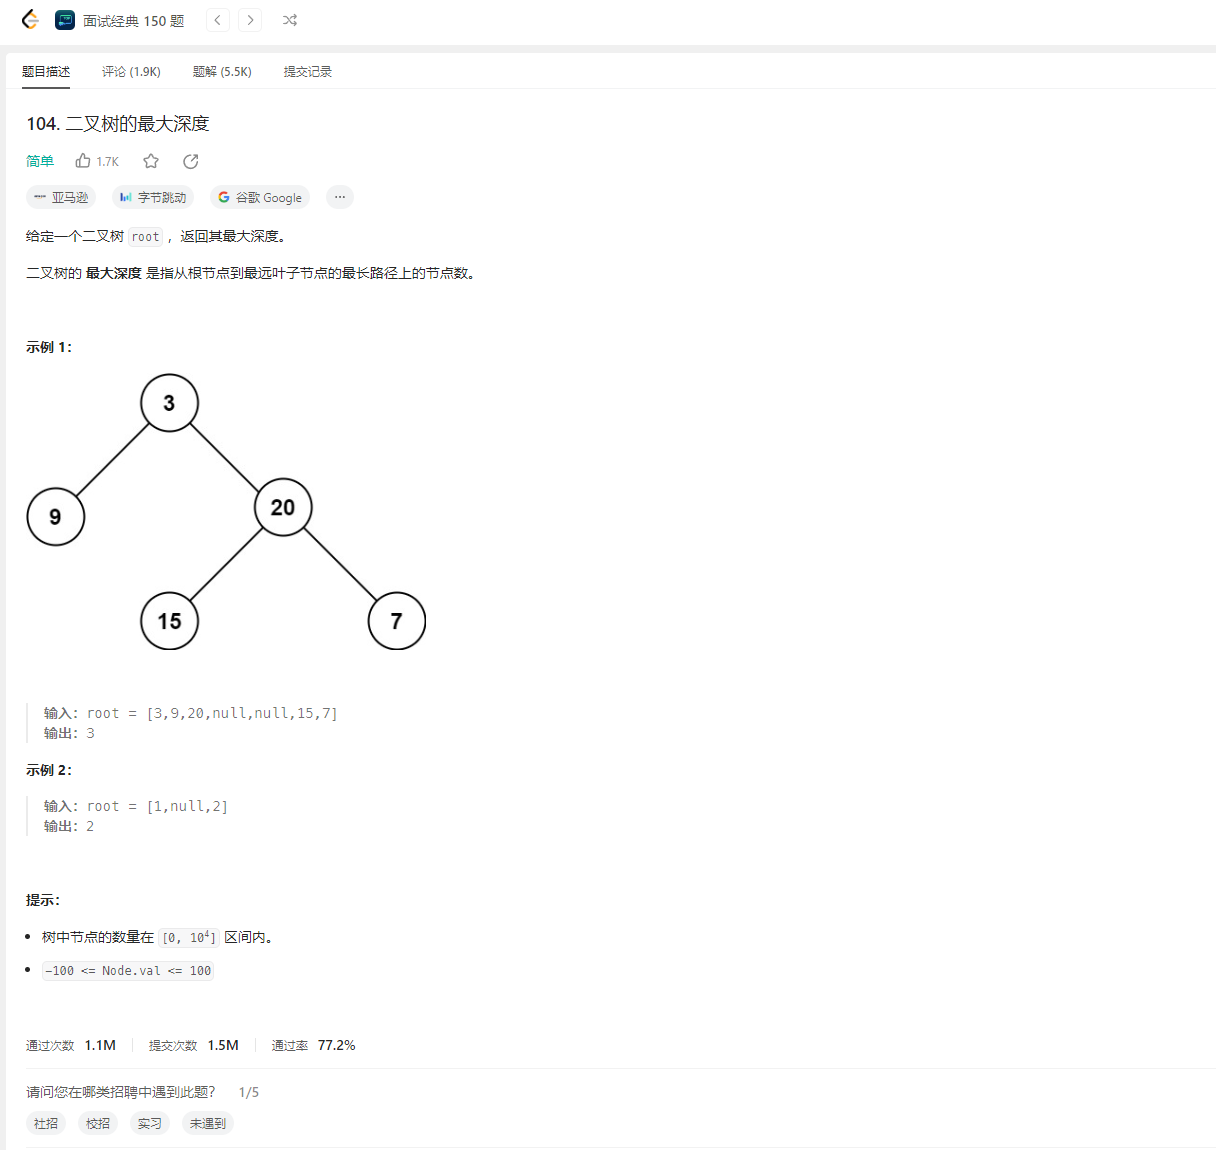 面试经典 150 题
题目描述 评论 (1.9K) 题解 (5.5K) 提交记录
104. 二叉树的最大深度
简单 1.7K
亚马逊 字节跳动 谷歌 Google ···
给定一个二叉树 root ，返回其最大深度。
二叉树的 最大深度 是指从根节点到最远叶子节点的最长路径上的节点数。
示例 1：
3
9
20
15
7
输入：root = [3,9,20,null,null,15,7]
输出：3
示例 2：
输入：root = [1,null,2]
输出：2
提示：
树中节点的数量在 [0, 10⁴] 区间内。
-100 <= Node.val <= 100
通过次数 1.1M 提交次数 1.5M 通过率 77.2%
请问您在哪类招聘中遇到此题？ 1/5
社招 校招 实习 未遇到